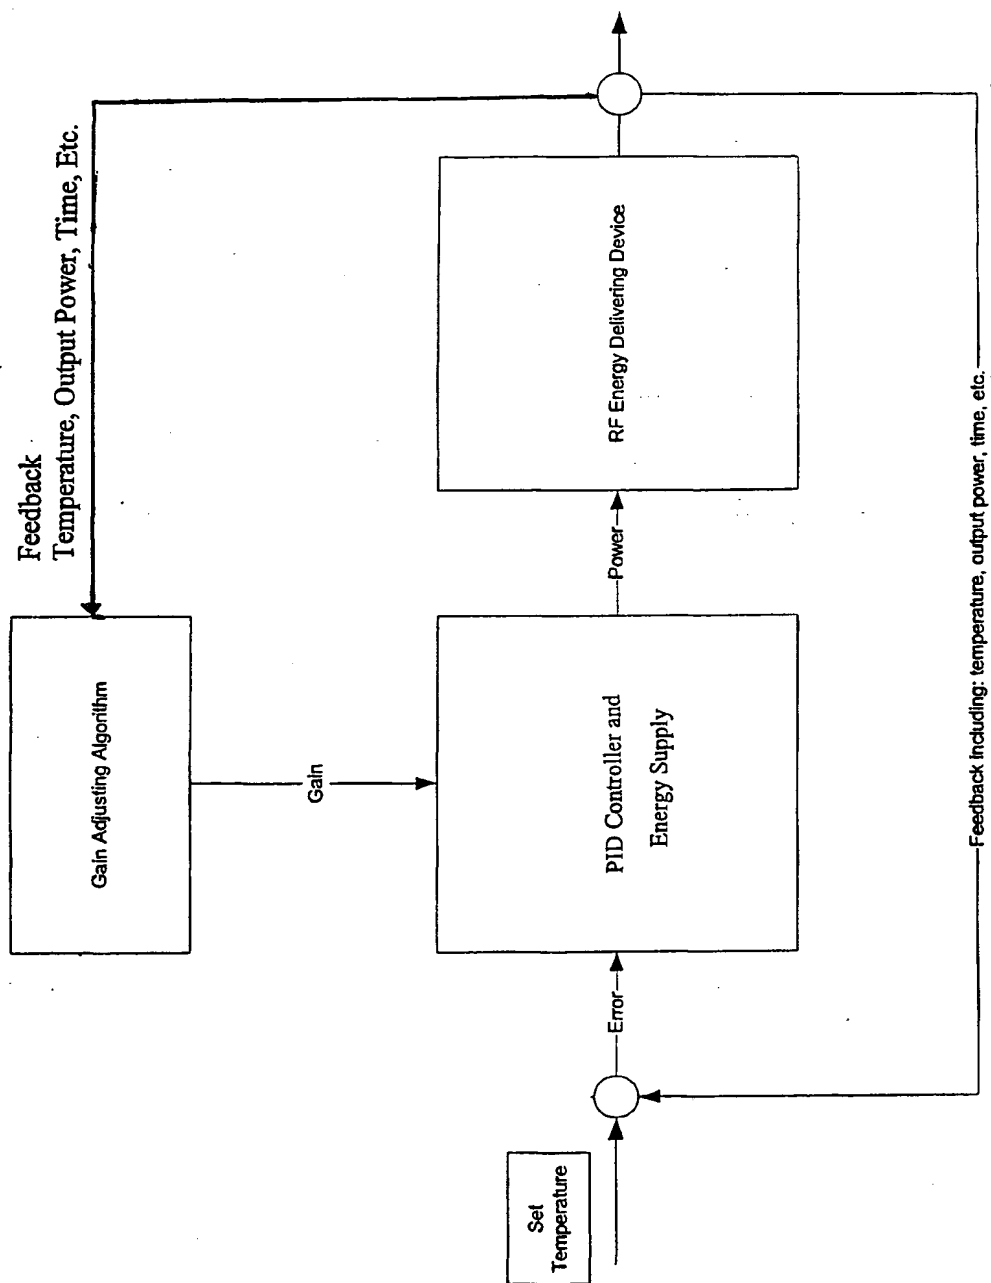 Feedback
Temperature, Output Power, Time, Etc.
Gain Adjusting Algorithm
Gain
Set
Temperature
Error
PID Controller and
Energy Supply
Power
RF Energy Delivering Device
Feedback Including: temperature, output power, time, etc.